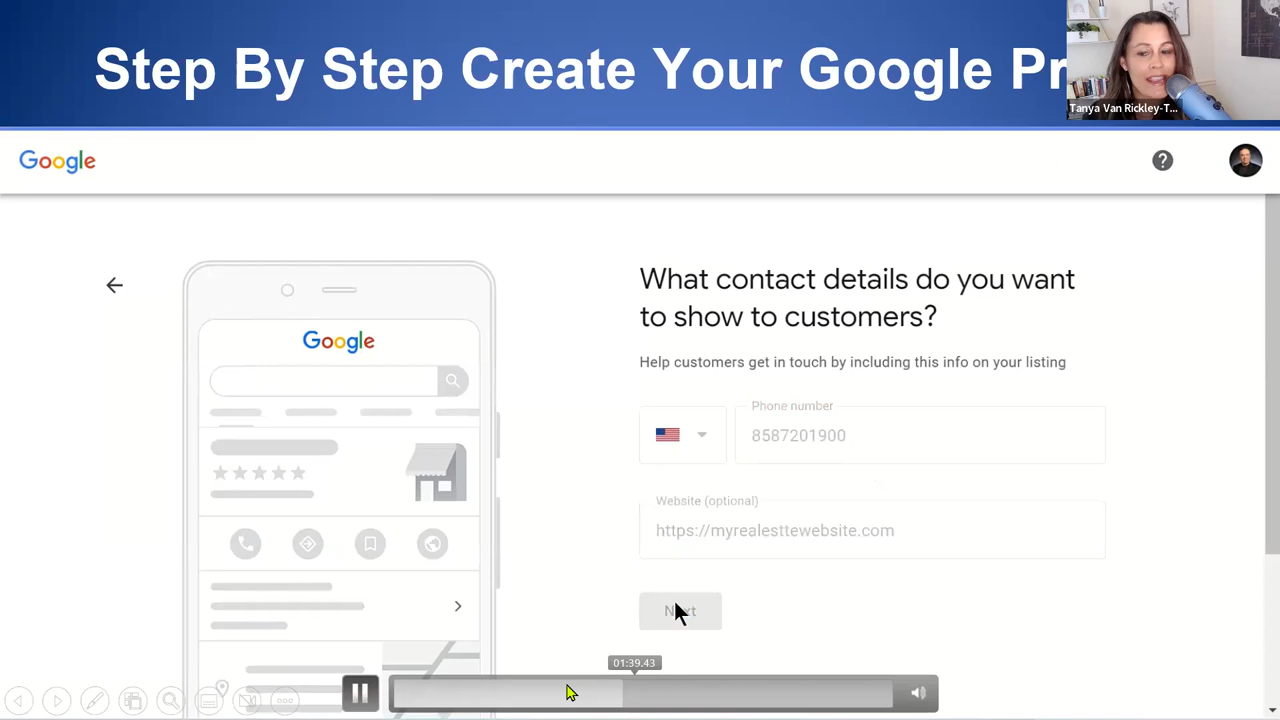 Step By Step Create Your Google Pr
Tanya Van Rickley-T...
Google
Google
What contact details do you want
to show to customers?
Help customers get in touch by including this info on your listing
Phone number
8587201900
Website (optional)
https://myrealesttewebsite.com
Next
01:39.43